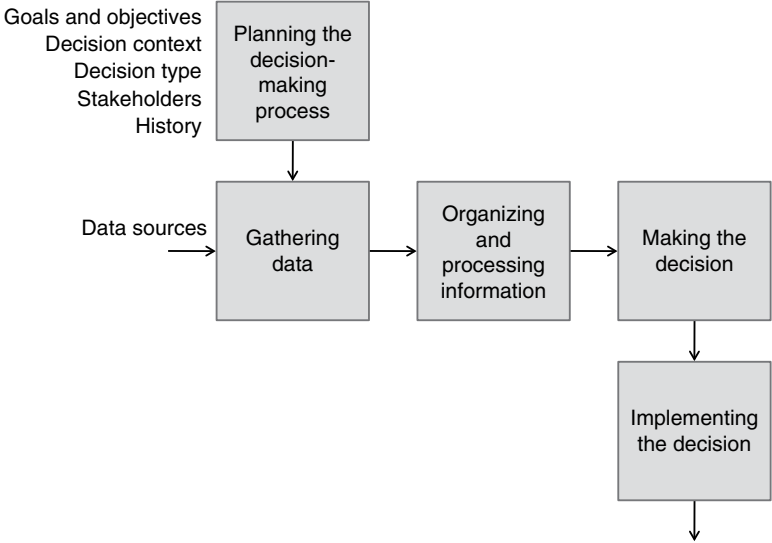 Goals and objectives
Decision context
Decision type
Stakeholders
History
Planning the
decision-
making
process
Data sources
Gathering
data
Organizing
and
processing
information
Making the
decision
Implementing
the decision